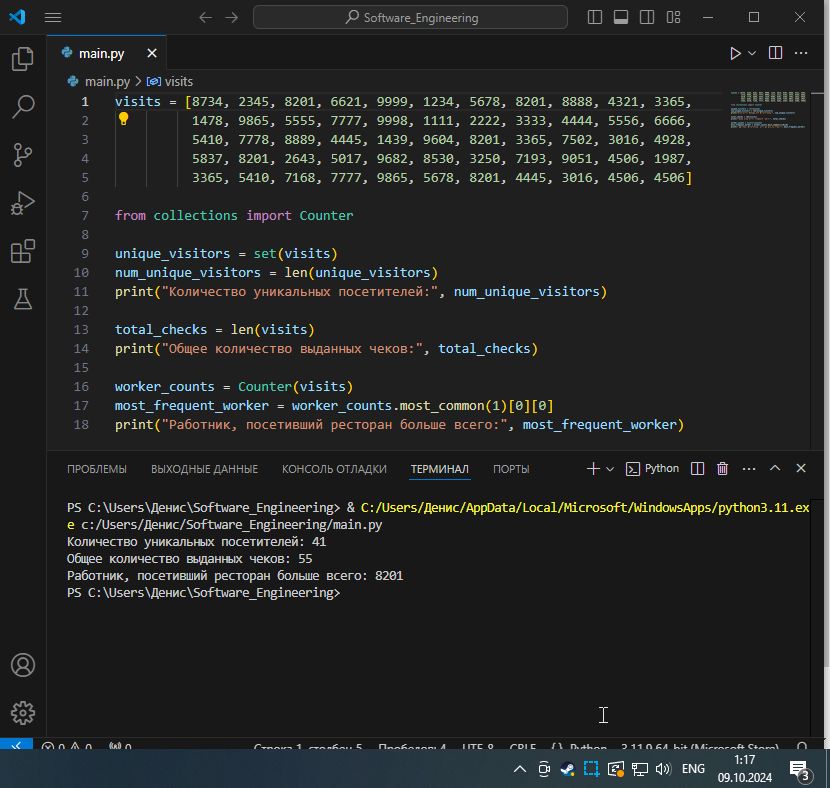 Software_Engineering
main.py
main.py > visits
1 visits = [8734, 2345, 8201, 6621, 9999, 1234, 5678, 8201, 8888, 4321, 3365,
2 1478, 9865, 5555, 7777, 9998, 1111, 2222, 3333, 4444, 5556, 6666,
3 5410, 7778, 8889, 4445, 1439, 9604, 8201, 3365, 7502, 3016, 4928,
4 5837, 8201, 2643, 5017, 9682, 8530, 3250, 7193, 9051, 4506, 1987,
5 3365, 5410, 7168, 7777, 9865, 5678, 8201, 4445, 3016, 4506, 4506]
6
7 from collections import Counter
8
9 unique_visitors = set(visits)
10 num_unique_visitors = len(unique_visitors)
11 print("Количество уникальных посетителей:", num_unique_visitors)
12
13 total_checks = len(visits)
14 print("Общее количество выданных чеков:", total_checks)
15
16 worker_counts = Counter(visits)
17 most_frequent_worker = worker_counts.most_common(1)[0][0]
18 print("Работник, посетивший ресторан больше всего:", most_frequent_worker)
ПРОБЛЕМЫ ВЫХОДНЫЕ ДАННЫЕ КОНСОЛЬ ОТЛАДКИ ТЕРМИНАЛ ПОРТЫ Python
PS C:\Users\Денис\Software_Engineering> & C:/Users/Денис/AppData/Local/Microsoft/WindowsApps/python3.11.ex
e c:/Users/Денис/Software_Engineering/main.py
Количество уникальных посетителей: 41
Общее количество выданных чеков: 55
Работник, посетивший ресторан больше всего: 8201
PS C:\Users\Денис\Software_Engineering>
0 0 0 Строка 1, столбец 5 Пробелов: 4 UTF-8 CRLF {} Python 3.11.9 64-bit (Microsoft Store)
ENG
1:17
09.10.2024
3